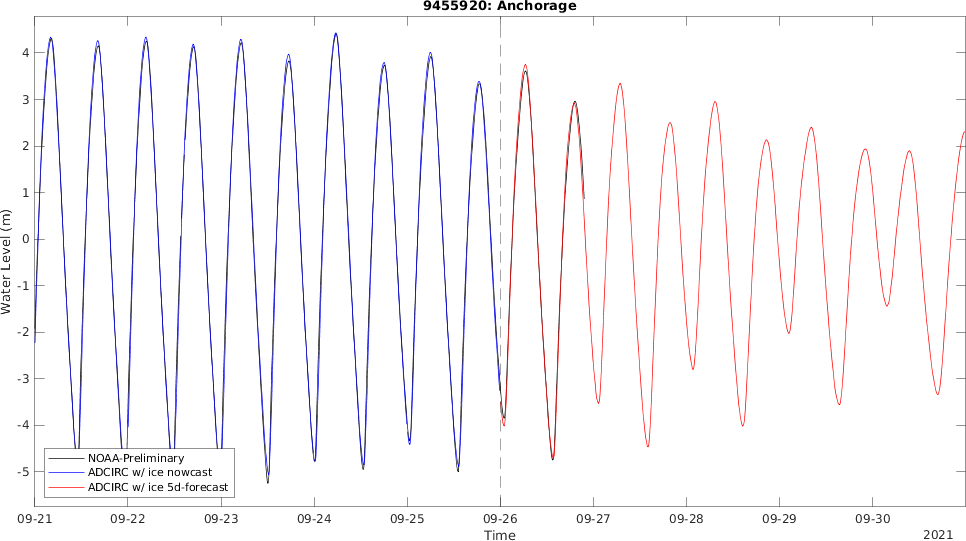 9455920: Anchorage
Water Level (m)
4
3
2
1
0
-1
-2
-3
-4
-5
NOAA-Preliminary
ADCIRC w/ ice nowcast
ADCIRC w/ ice 5d-forecast
09-21 09-22 09-23 09-24 09-25 09-26 09-27 09-28 09-29 09-30
Time
2021